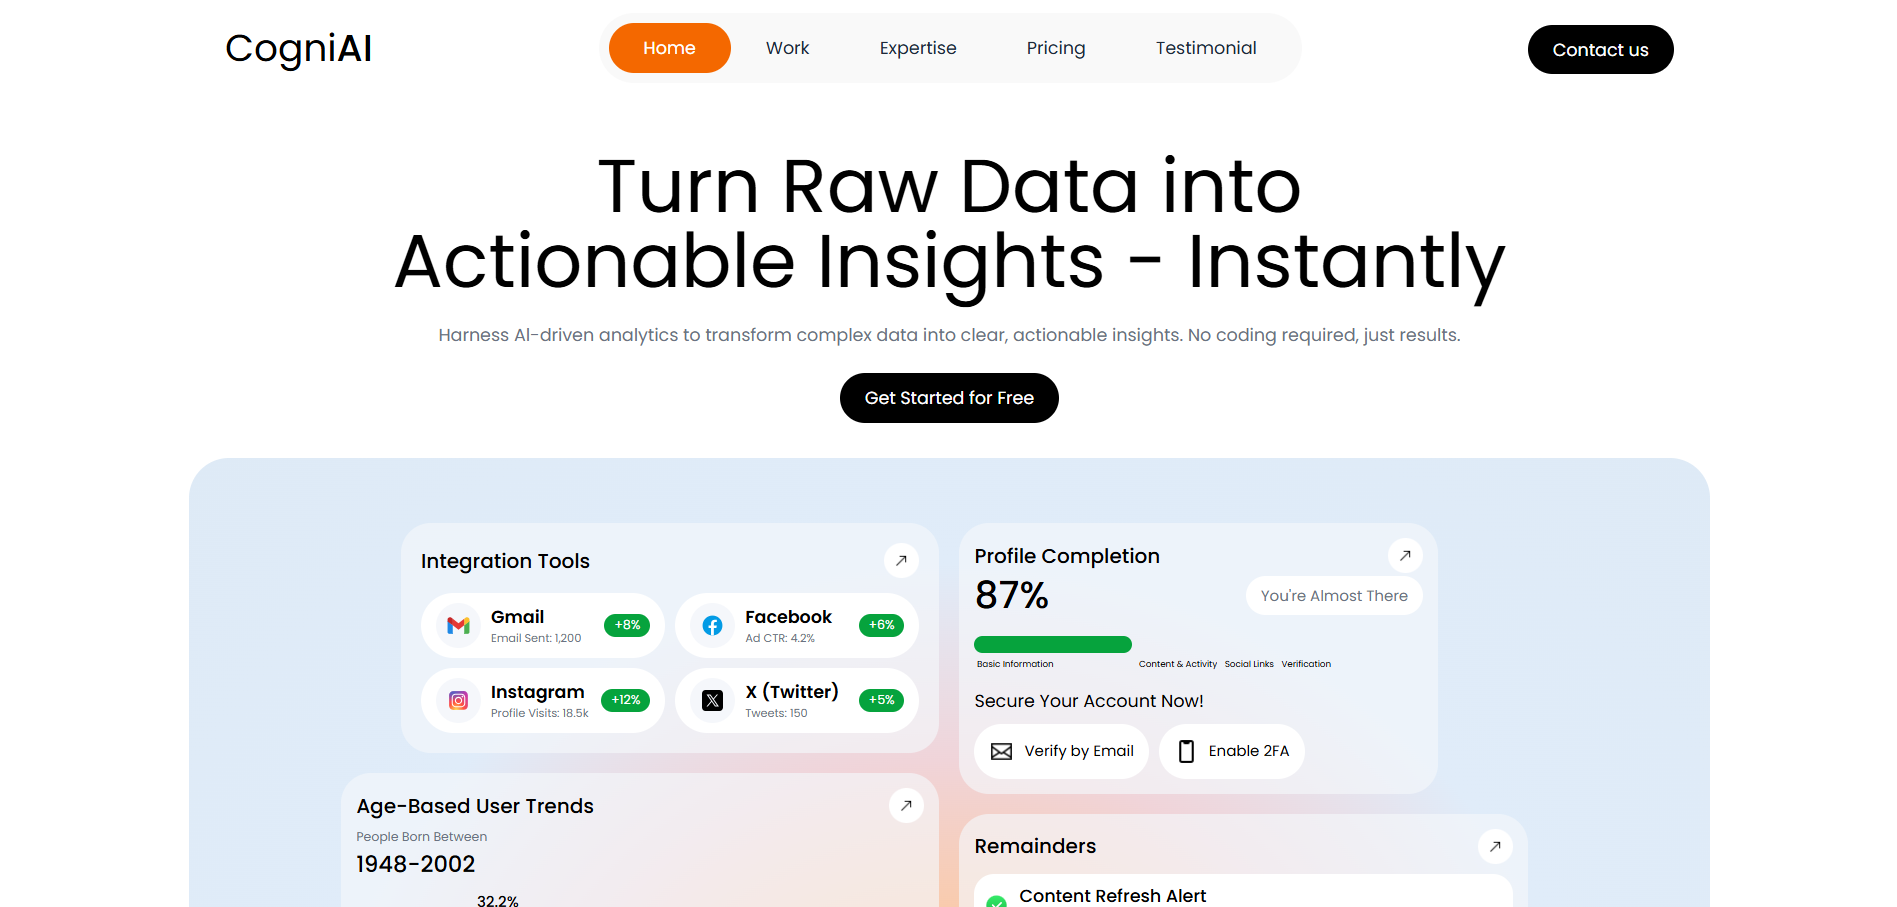 CogniAI
Home
Work
Expertise
Pricing
Testimonial
Contact us
Turn Raw Data into
Actionable Insights - Instantly
Harness AI-driven analytics to transform complex data into clear, actionable insights. No coding required, just results.
Get Started for Free
Integration Tools
Gmail
Email Sent: 1,200
+8%
Facebook
Ad CTR: 4.2%
+6%
Instagram
Profile Visits: 18.5k
+12%
X (Twitter)
Tweets: 150
+5%
Profile Completion
87%
You're Almost There
Basic Information
Content & Activity
Social Links
Verification
Secure Your Account Now!
Verify by Email
Enable 2FA
Age-Based User Trends
People Born Between
1948-2002
32.2%
Remainders
Content Refresh Alert